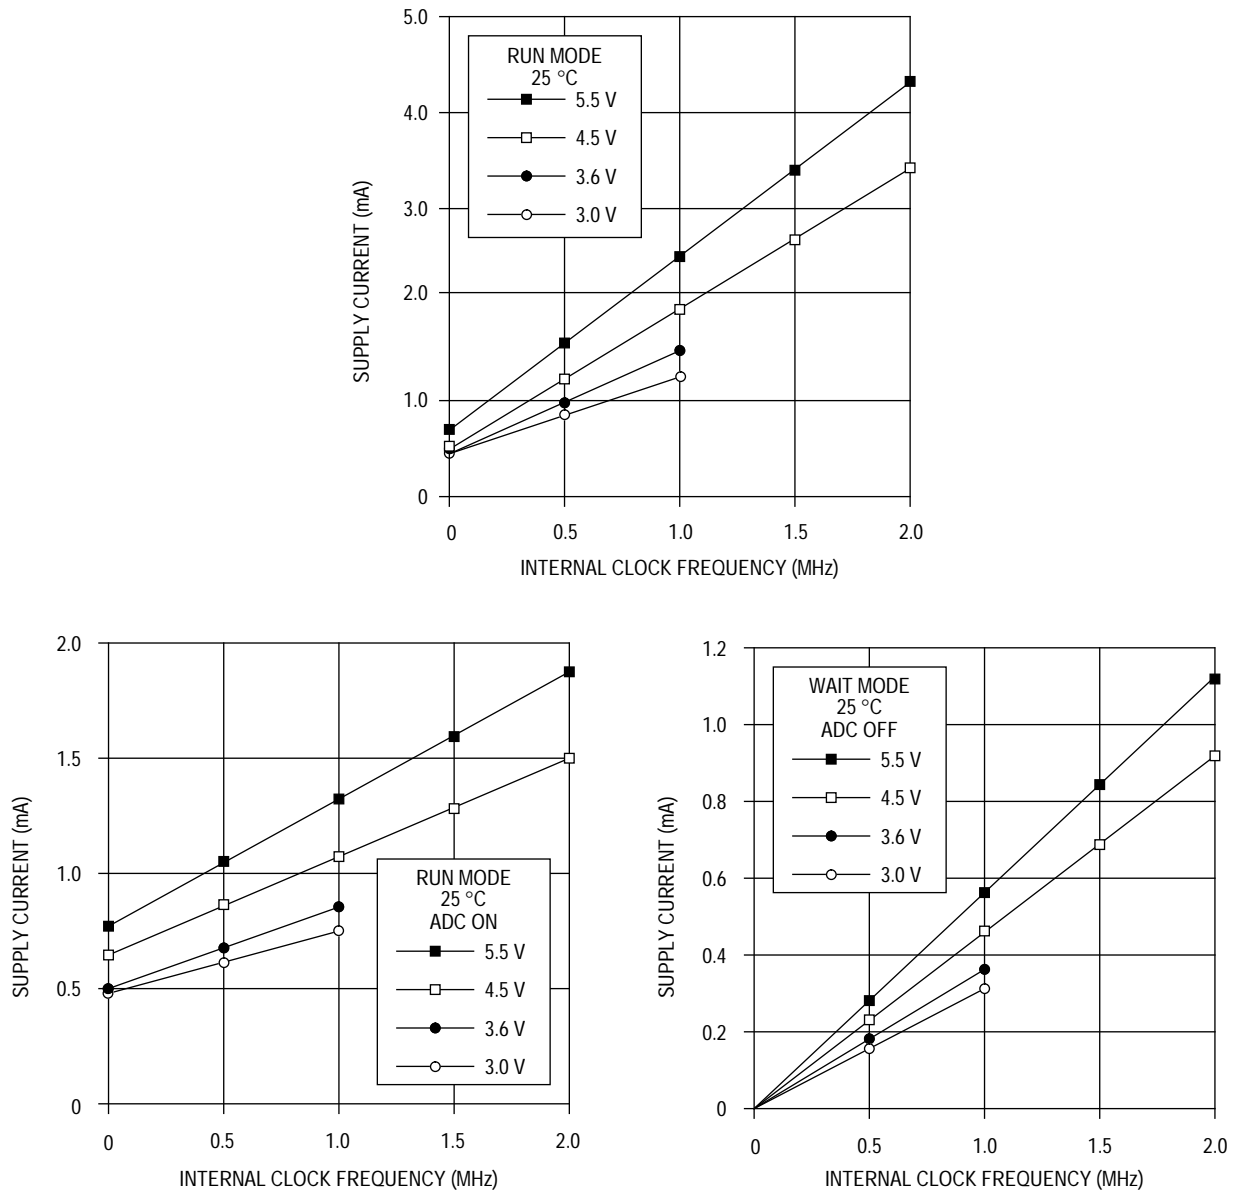 5.0
4.0
3.0
2.0
1.0
0
SUPPLY CURRENT (mA)
RUN MODE
25 °C
5.5 V
4.5 V
3.6 V
3.0 V
0 0.5 1.0 1.5 2.0
INTERNAL CLOCK FREQUENCY (MHz)
2.0
1.5
1.0
0.5
0
SUPPLY CURRENT (mA)
RUN MODE
25 °C
ADC ON
5.5 V
4.5 V
3.6 V
3.0 V
0 0.5 1.0 1.5 2.0
INTERNAL CLOCK FREQUENCY (MHz)
1.2
1.0
0.8
0.6
0.4
0.2
0
SUPPLY CURRENT (mA)
WAIT MODE
25 °C
ADC OFF
5.5 V
4.5 V
3.6 V
3.0 V
0 0.5 1.0 1.5 2.0
INTERNAL CLOCK FREQUENCY (MHz)